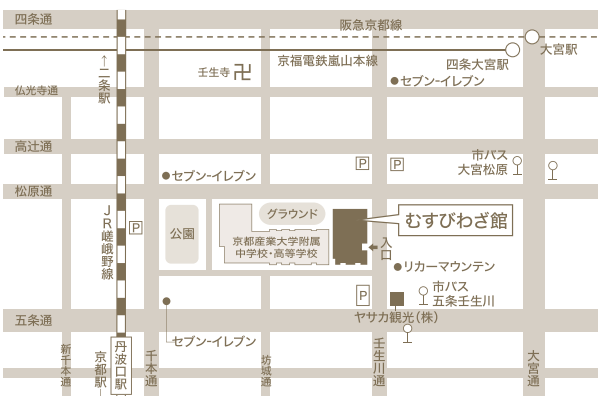 四条通
阪急京都線
大宮駅
京福電鉄嵐山本線
四条大宮駅
↑二条駅
壬生寺
セブン-イレブン
仏光寺通
高辻通
市バス
大宮松原
P
P
セブン-イレブン
松原通
JR嵯峨野線
P
公園
グラウンド
京都産業大学附属
中学校・高等学校
むすびわざ館
入口
リカーマウンテン
市バス
五条壬生川
P
ヤサカ観光(株)
五条通
セブン-イレブン
新千本通
京都駅↓
丹波口駅
千本通
坊城通
壬生川通
大宮通